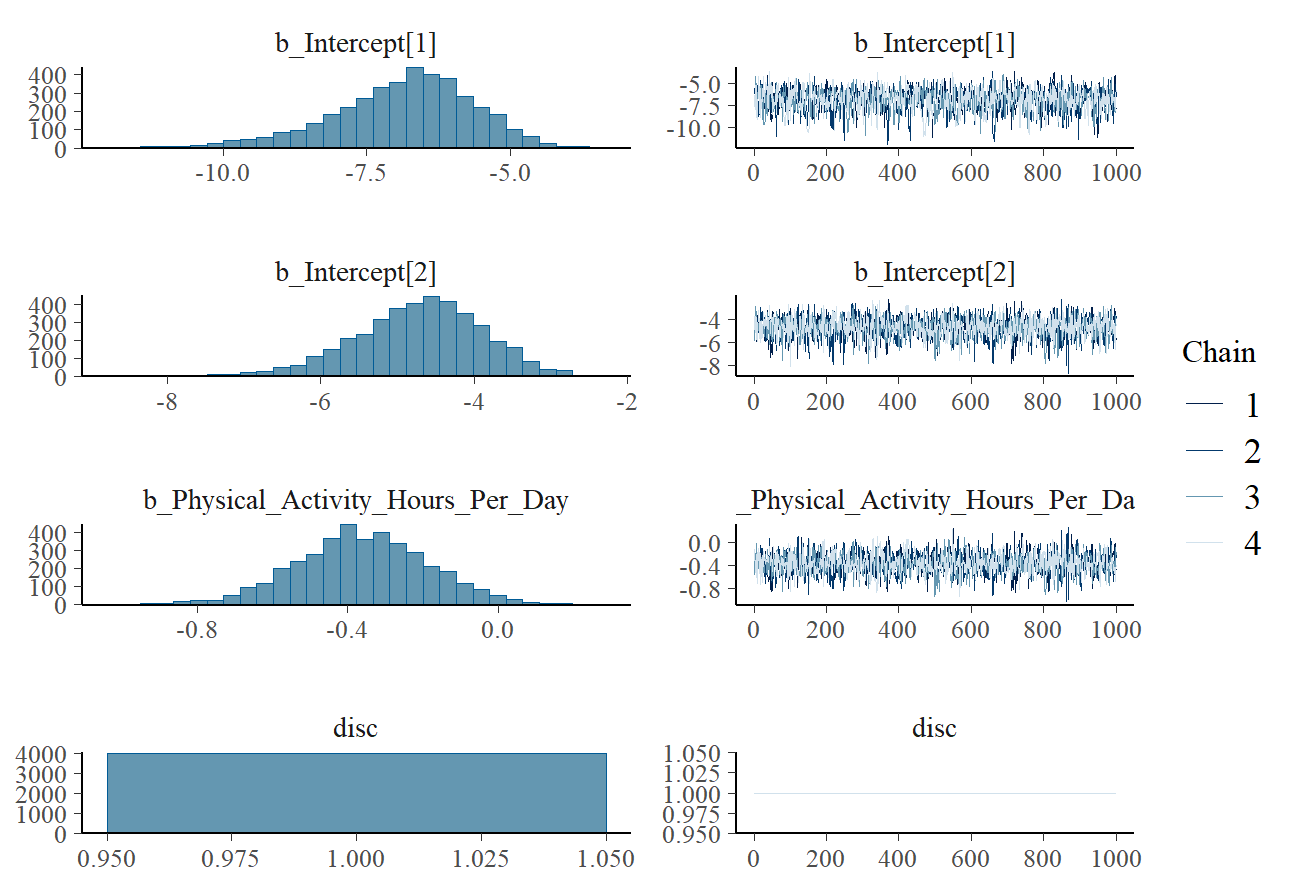 b_Intercept[1]
400
300
200
100
0
-10.0 -7.5 -5.0
b_Intercept[1]
-5.0
-7.5
-10.0
0 200 400 600 800 1000
b_Intercept[2]
400
300
200
100
0
-8 -6 -4 -2
b_Intercept[2]
-4
-6
-8
0 200 400 600 800 1000
b_Physical_Activity_Hours_Per_Day
400
300
200
100
0
-0.8 -0.4 0.0
_Physical_Activity_Hours_Per_Da
0.0
-0.4
-0.8
0 200 400 600 800 1000
disc
4000
3000
2000
1000
0
0.950 0.975 1.000 1.025 1.050
disc
1.050
1.025
1.000
0.975
0.950
0 200 400 600 800 1000
Chain
1
2
3
4